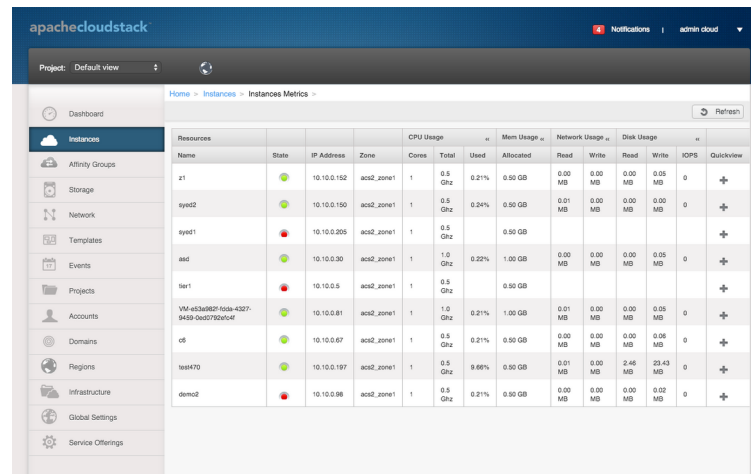 apachecloudstack
4 Notifications | admin cloud
Project: Default view
Home > Instances > Instances Metrics >
Refresh
Dashboard
Instances
Affinity Groups
Storage
Network
Templates
Events
Projects
Accounts
Domains
Regions
Infrastructure
Global Settings
Service Offerings
Resources CPU Usage « Mem Usage « Network Usage « Disk Usage «
Name State IP Address Zone Cores Total Used Allocated Read Write Read Write IOPS Quickview
z1 10.10.0.152 acs2_zone1 1 0.5 Ghz 0.21% 0.50 GB 0.00 MB 0.00 MB 0.00 MB 0.05 MB 0
syed2 10.10.0.150 acs2_zone1 1 0.5 Ghz 0.24% 0.50 GB 0.01 MB 0.00 MB 0.00 MB 0.00 MB 0
syed1 10.10.0.205 acs2_zone1 1 0.5 Ghz 0.50 GB
asd 10.10.0.30 acs2_zone1 1 1.0 Ghz 0.22% 1.00 GB 0.00 MB 0.00 MB 0.00 MB 0.05 MB 0
tier1 10.10.0.5 acs2_zone1 1 0.5 Ghz 0.50 GB
VM-e53a982f-fdda-4327-9459-0ed0792efc4f 10.10.0.81 acs2_zone1 1 1.0 Ghz 0.21% 1.00 GB 0.01 MB 0.00 MB 0.00 MB 0.05 MB 0
c6 10.10.0.67 acs2_zone1 1 0.5 Ghz 0.21% 0.50 GB 0.00 MB 0.00 MB 0.00 MB 0.06 MB 0
test470 10.10.0.197 acs2_zone1 1 0.5 Ghz 9.66% 0.50 GB 0.01 MB 0.00 MB 2.46 MB 23.43 MB 0
demo2 10.10.0.98 acs2_zone1 1 0.5 Ghz 0.21% 0.50 GB 0.00 MB 0.00 MB 0.00 MB 0.02 MB 0